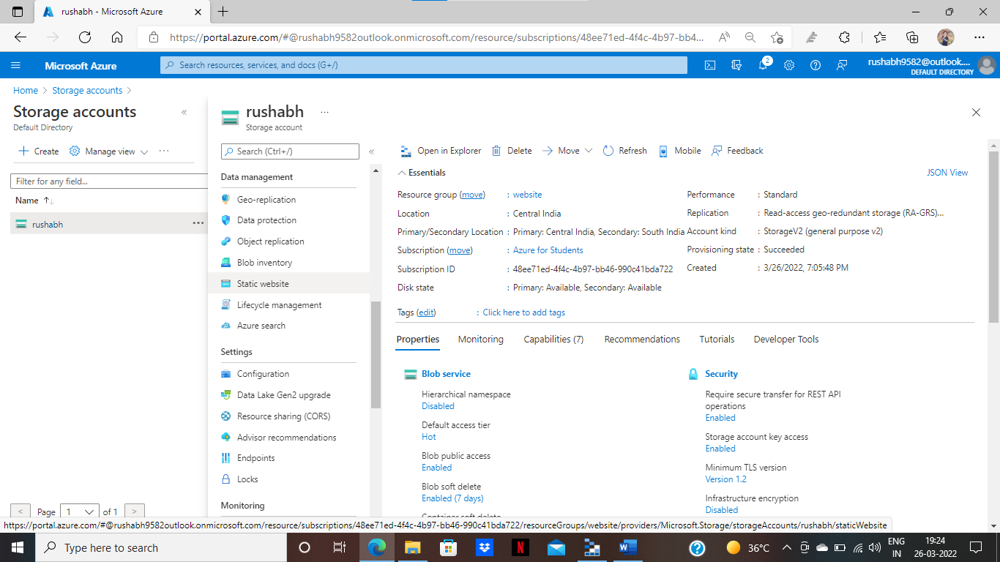 rushabh - Microsoft Azure
https://portal.azure.com/#@rushabh9582outlook.onmicrosoft.com/resource/subscriptions/48ee71ed-4f4c-4b97-bb4...
Microsoft Azure
Search resources, services, and docs (G+/)
2
rushabh9582@outlook....
DEFAULT DIRECTORY
Home > Storage accounts >
Storage accounts
Default Directory
Create
Manage view
Filter for any field...
Name
rushabh
Page 1 of 1
rushabh
Storage account
Search (Ctrl+/)
Data management
Geo-replication
Data protection
Object replication
Blob inventory
Static website
Lifecycle management
Azure search
Settings
Configuration
Data Lake Gen2 upgrade
Resource sharing (CORS)
Advisor recommendations
Endpoints
Locks
Monitoring
Open in Explorer Delete Move Refresh Mobile Feedback
Essentials
JSON View
Resource group (move) : website
Location : Central India
Primary/Secondary Location : Primary: Central India, Secondary: South India
Subscription (move) : Azure for Students
Subscription ID : 48ee71ed-4f4c-4b97-bb46-990c41bda722
Disk state : Primary: Available, Secondary: Available
Performance : Standard
Replication : Read-access geo-redundant storage (RA-GRS)...
Account kind : StorageV2 (general purpose v2)
Provisioning state : Succeeded
Created : 3/26/2022, 7:05:48 PM
Tags (edit) : Click here to add tags
Properties Monitoring Capabilities (7) Recommendations Tutorials Developer Tools
Blob service
Hierarchical namespace
Disabled
Default access tier
Hot
Blob public access
Enabled
Blob soft delete
Enabled (7 days)
Container soft delete
Security
Require secure transfer for REST API
operations
Enabled
Storage account key access
Enabled
Minimum TLS version
Version 1.2
Infrastructure encryption
Disabled
https://portal.azure.com/#@rushabh9582outlook.onmicrosoft.com/resource/subscriptions/48ee71ed-4f4c-4b97-bb46-990c41bda722/resourceGroups/website/providers/Microsoft.Storage/storageAccounts/rushabh/staticWebsite
Type here to search
36°C
ENG
IN
19:24
26-03-2022